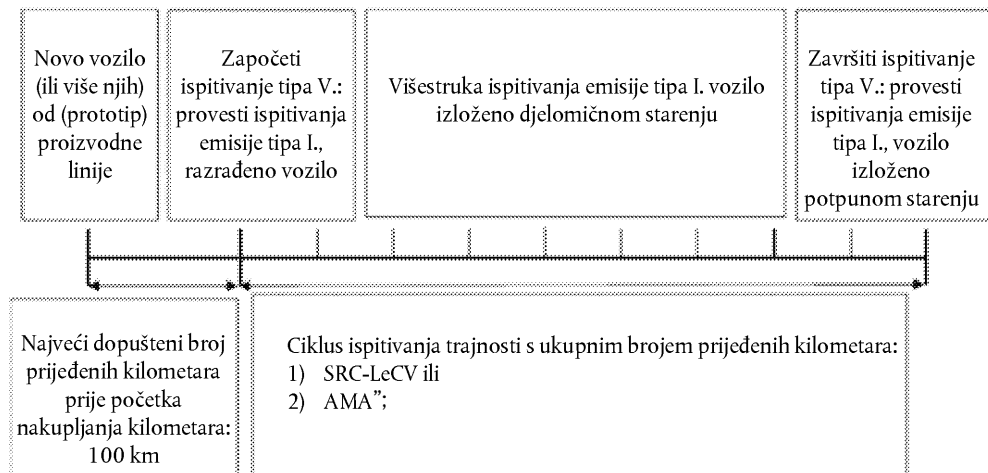 Novo vozilo
(ili više njih)
od (prototip)
proizvodne
linije
Započeti
ispitivanje tipa V.:
provesti ispitivanja
emisije tipa I.,
razrađeno vozilo
Višestruka ispitivanja emisije tipa I. vozilo
izloženo djelomičnom starenju
Završiti ispitivanje
tipa V.: provesti
ispitivanja emisije
tipa I., vozilo
izloženo
potpunom starenju
Najveći dopušteni broj
prijeđenih kilometara
prije početka
nakupljanja kilometara:
100 km
Ciklus ispitivanja trajnosti s ukupnim brojem prijeđenih kilometara:
1) SRC-LeCV ili
2) AMA”;